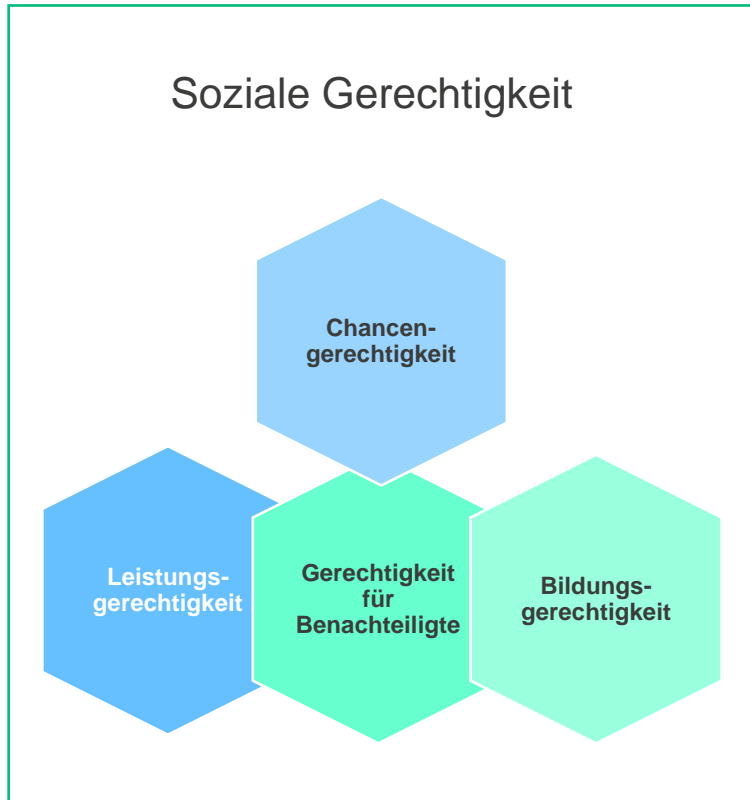 Soziale Gerechtigkeit
Chancen-
gerechtigkeit
Leistungs-
gerechtigkeit
Gerechtigkeit
für
Benachteiligte
Bildungs-
gerechtigkeit